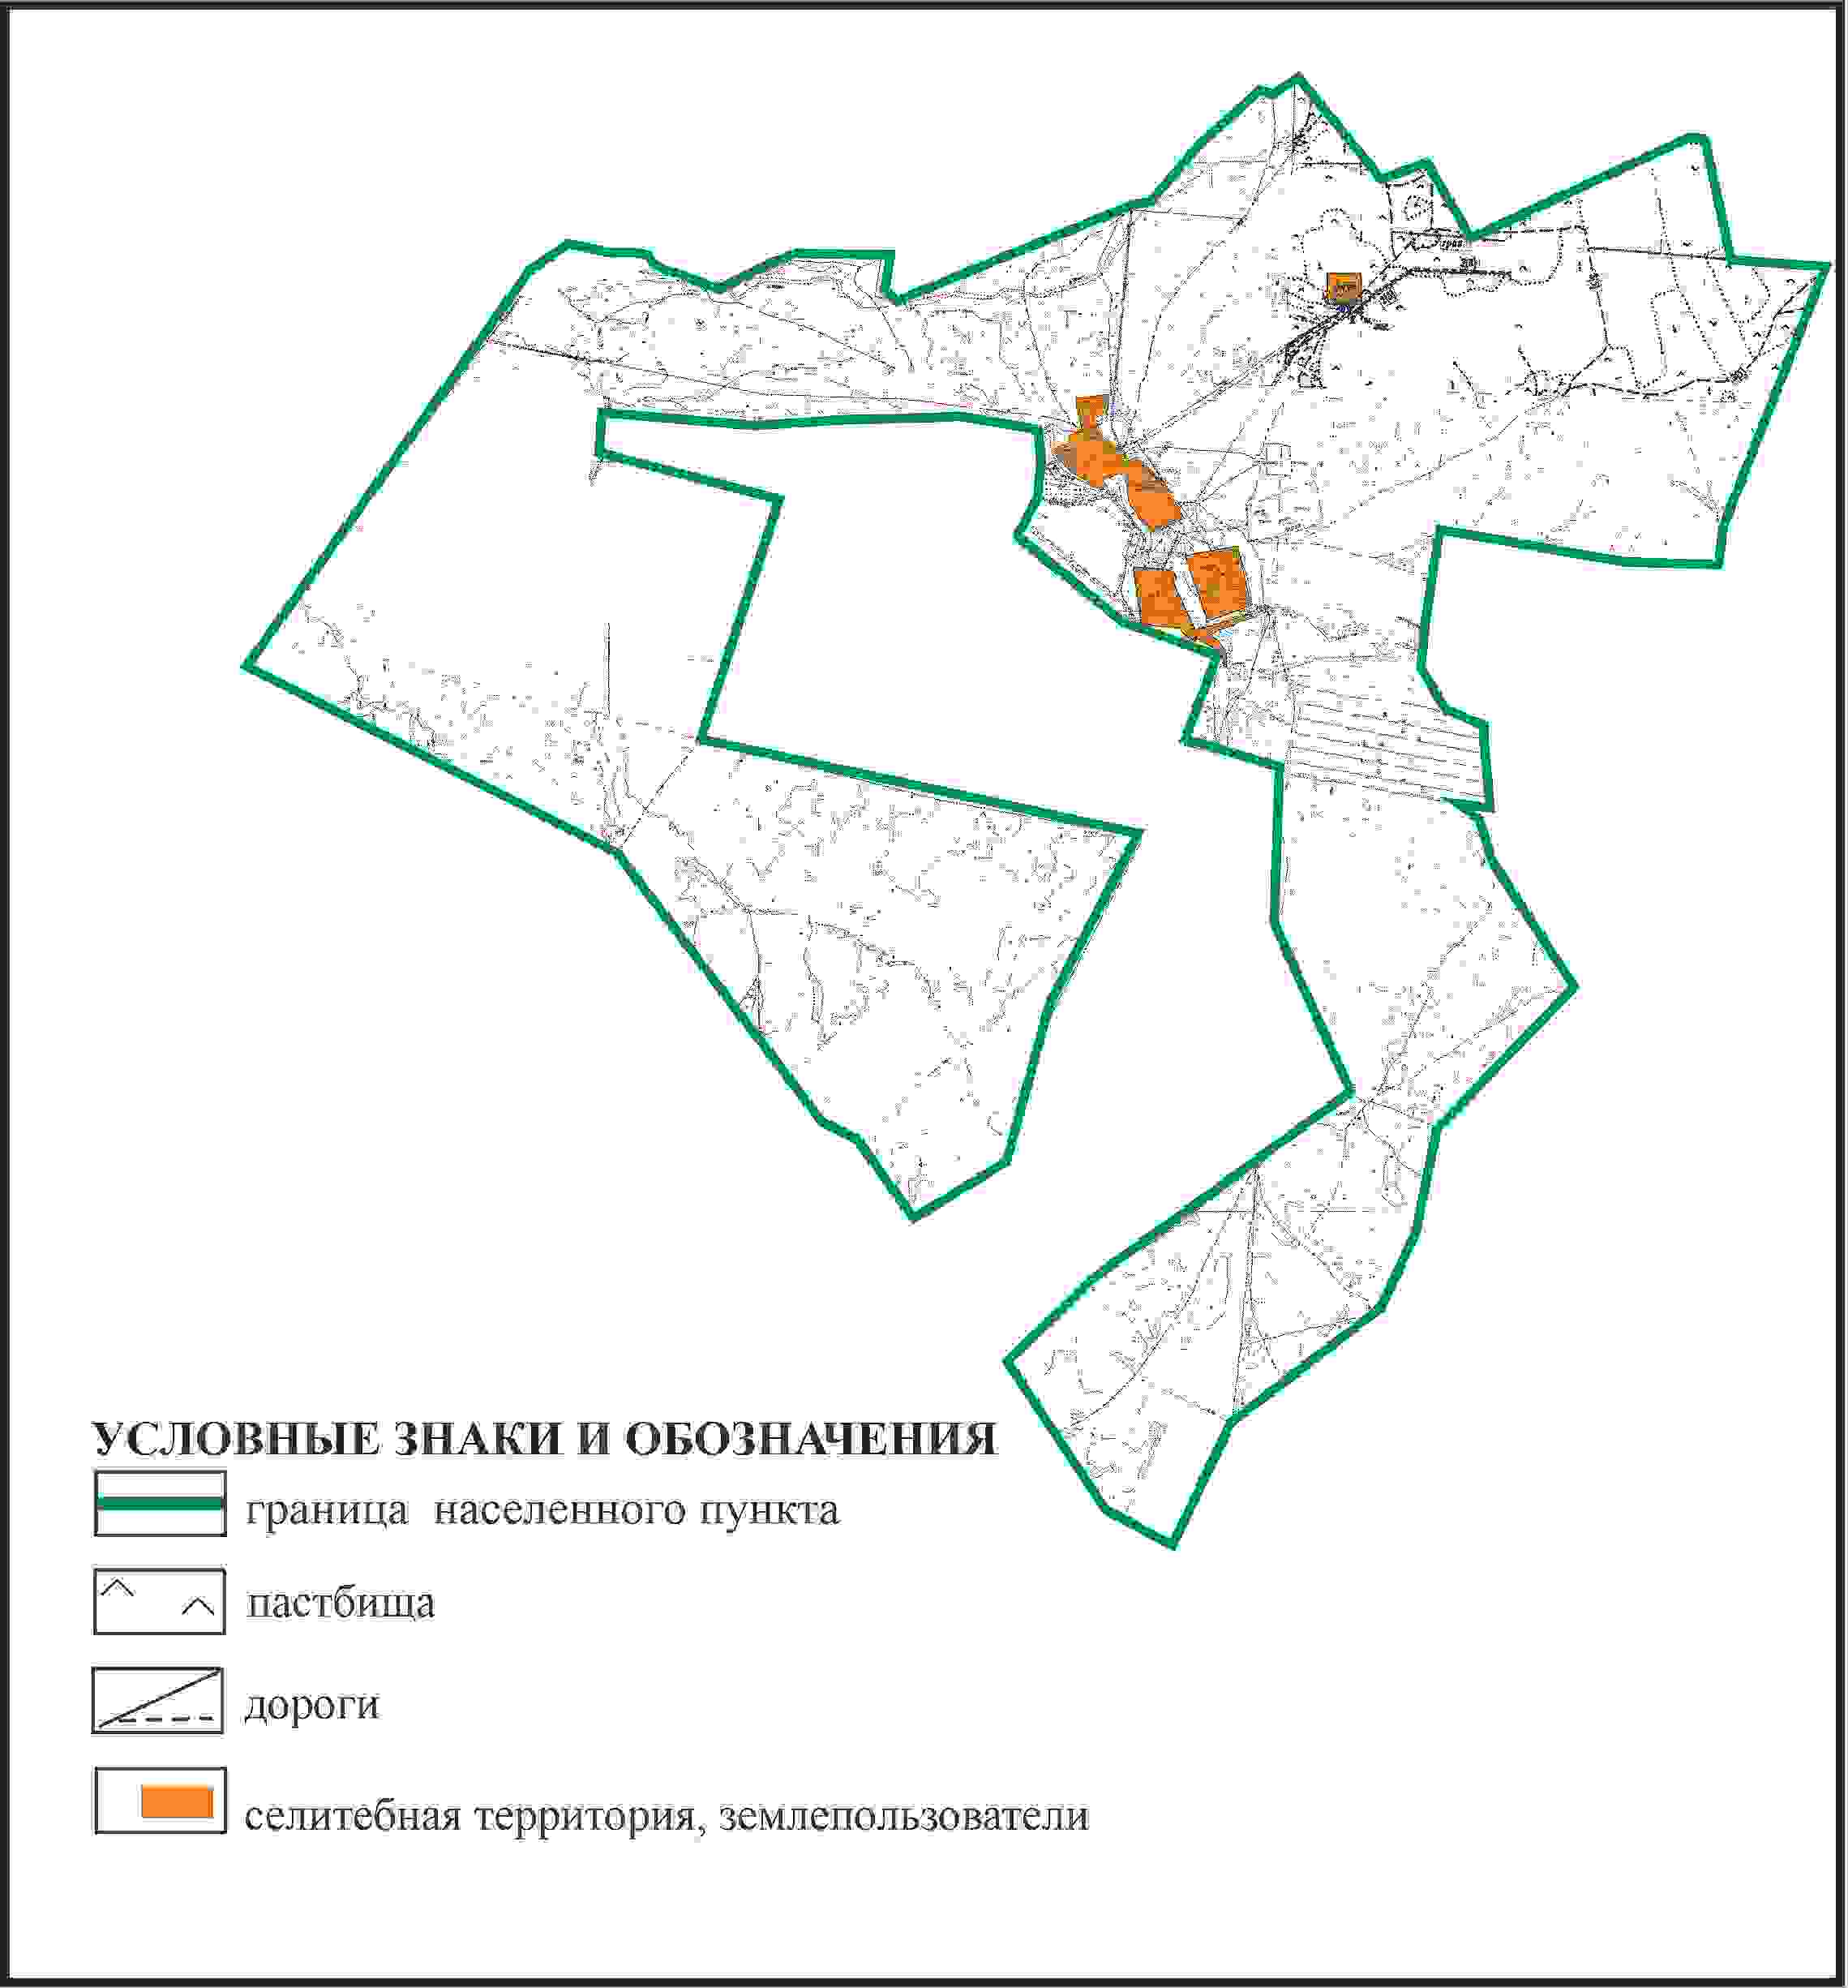 УСЛОВНЫЕ ЗНАКИ И ОБОЗНАЧЕНИЯ
граница населенного пункта
пастбища
дороги
селитебная территория, землепользователи